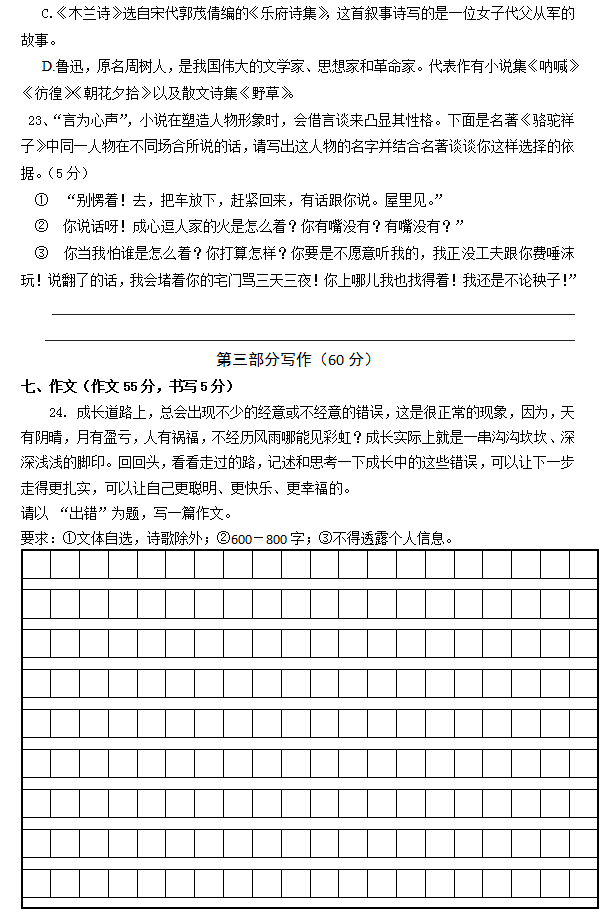 C.《木兰诗》选自宋代郭茂倩编的《乐府诗集》，这首叙事诗写的是一位女子代父从军的
故事。
D.鲁迅，原名周树人，是我国伟大的文学家、思想家和革命家。代表作有小说集《呐喊》
《彷徨》《朝花夕拾》以及散文诗集《野草》。
23、“言为心声”，小说在塑造人物形象时，会借言谈来凸显其性格。下面是名著《骆驼祥
子》中同一人物在不同场合所说的话，请写出这人物的名字并结合名著谈谈你这样选择的依
据。（5 分）
① “别愣着！去，把车放下，赶紧回来，有话跟你说。屋里见。”
② 你说话呀！成心逗人家的火是怎么着？你有嘴没有？有嘴没有？”
③ 你当我怕谁是怎么着？你打算怎样？你要是不愿意听我的，我正没工夫跟你费唾沫
玩！说翻了的话，我会堵着你的宅门骂三天三夜！你上哪儿我也找得着！我还是不论秧子！”
第三部分写作（60 分）
七、作文（作文 55 分，书写 5 分）
24. 成长道路上，总会出现不少的经意或不经意的错误，这是很正常的现象，因为，天
有阴晴，月有盈亏，人有祸福，不经历风雨哪能见彩虹？成长实际上就是一串沟沟坎坎、深
深浅浅的脚印。回回头，看看走过的路，记述和思考一下成长中的这些错误，可以让下一步
走得更扎实，可以让自己更聪明、更快乐、更幸福的。
请以 “出错”为题，写一篇作文。
要求：①文体自选，诗歌除外；②600－800 字；③不得透露个人信息。